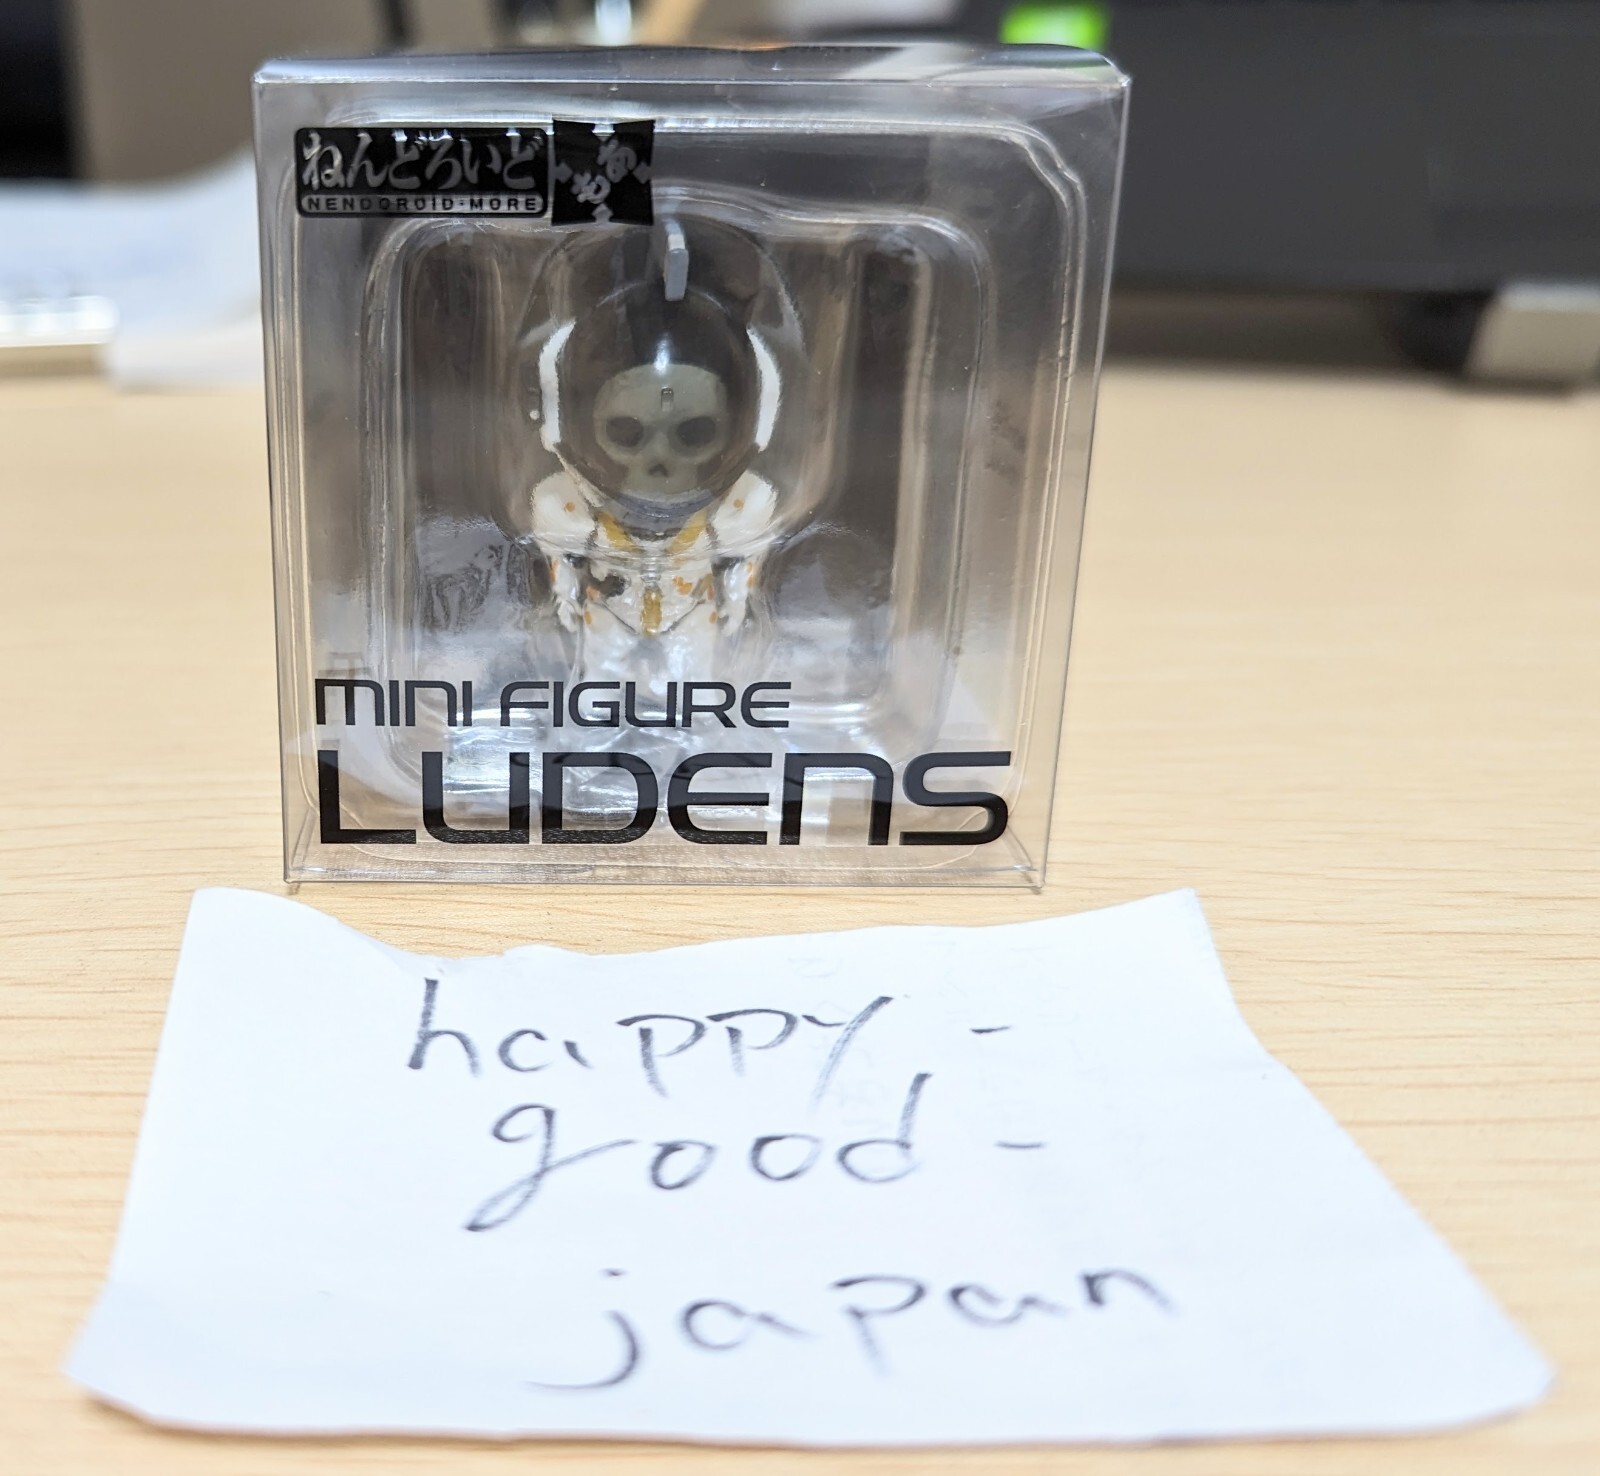 ねんどろいど
NENDOROID·MORE
MINI FIGURE
LUDENS
happy -
good -
japan